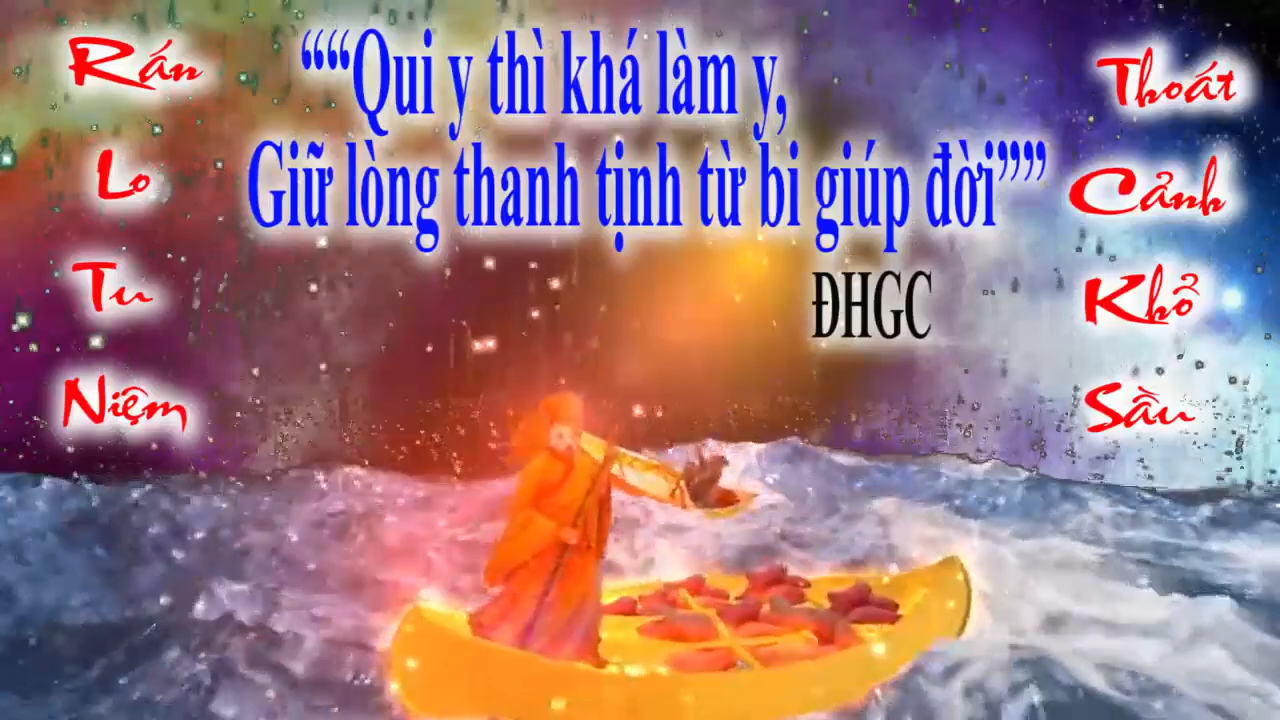 Rấn
Lo
Tu
Niệm
““Qui y thì khá làm y,
Giữ lòng thanh tịnh từ bi giúp đời””
ĐHGC
Thoát
Cảnh
Khổ
Sầu